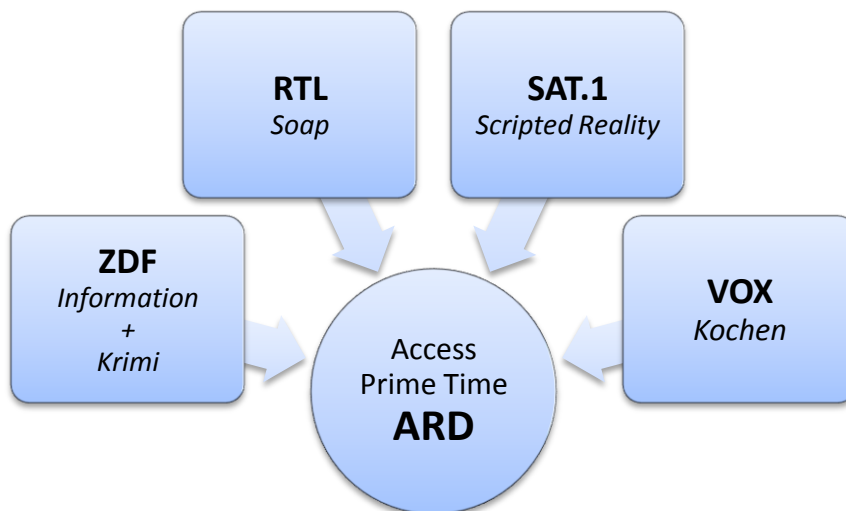 RTL
Soap
SAT.1
Scripted Reality
ZDF
Information
+
Krimi
VOX
Kochen
Access
Prime Time
ARD